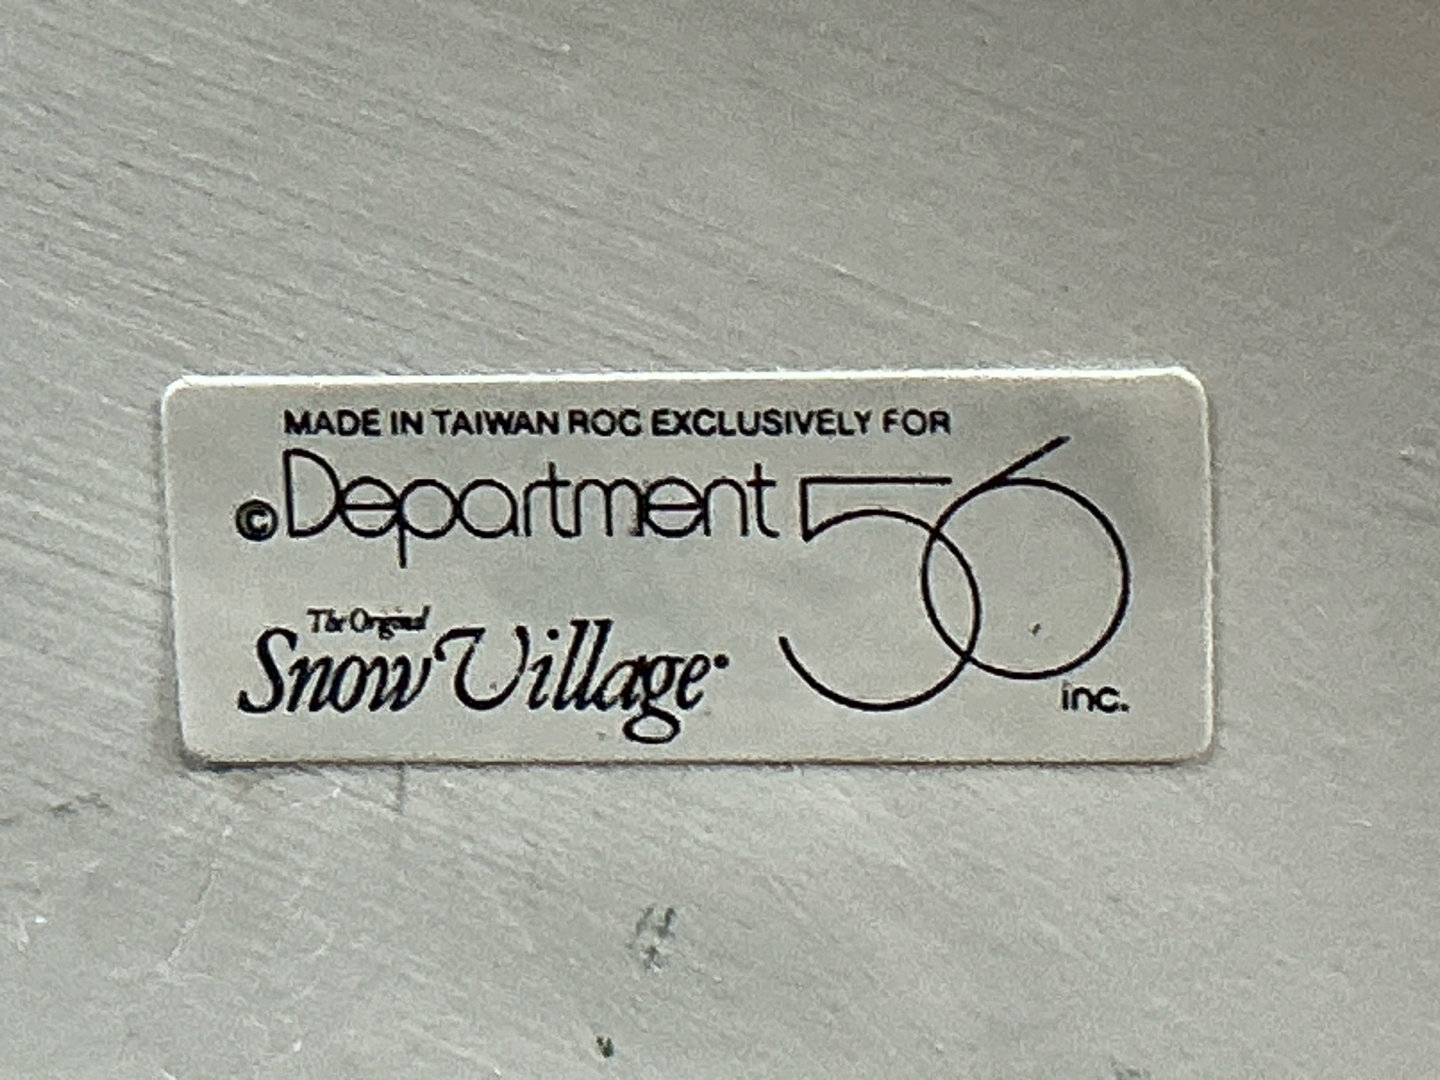 MADE IN TAIWAN ROC EXCLUSIVELY FOR
©Department 56
The Original
Snow Village®
inc.